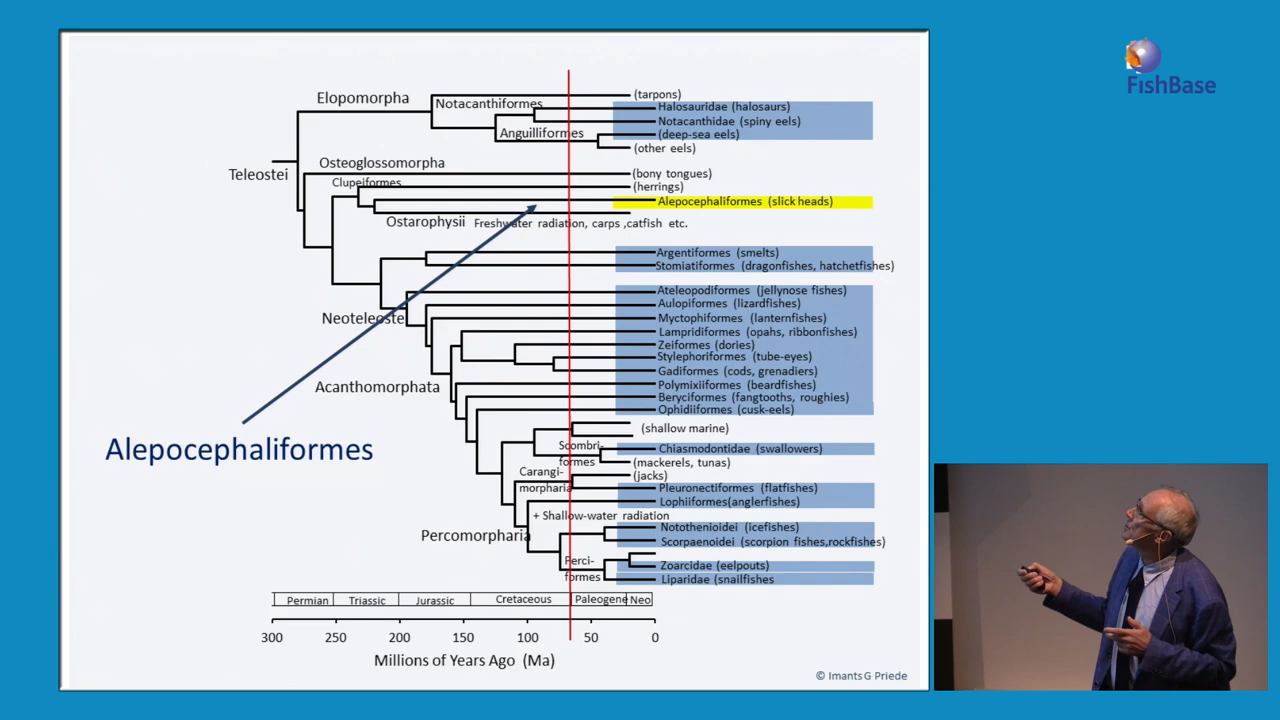 FishBase
Elopomorpha
(tarpons)
Notacanthiformes
Halosauridae (halosaurs)
Notacanthidae (spiny eels)
Anguilliformes
(deep-sea eels)
(other eels)
Osteoglossomorpha
Teleostei
(bony tongues)
Clupeiformes
(herrings)
Alepocephaliformes (slick heads)
Ostarophysii Freshwater radiation, carps ,catfish etc.
Argentiformes (smelts)
Stomiatiformes (dragonfishes, hatchetfishes)
Ateleopodiformes (jellynose fishes)
Aulopiformes (lizardfishes)
Neoteleoste
Myctophiformes (lanternfishes)
Lampridiformes (opahs, ribbonfishes)
Zeiformes (dories)
Stylephoriformes (tube-eyes)
Gadiformes (cods, grenadiers)
Acanthomorphata
Polymixiiformes (beardfishes)
Beryciformes (fangtooths, roughies)
Ophidiiformes (cusk-eels)
(shallow marine)
Alepocephaliformes
Scombri-
formes
Chiasmodontidae (swallowers)
(mackerels, tunas)
Carangi-
morpharia
(jacks)
Pleuronectiformes (flatfishes)
Lophiiformes(anglerfishes)
+ Shallow-water radiation
Percomorpharia
Notothenioidei (icefishes)
Scorpaenoidei (scorpion fishes,rockfishes)
Perci-
formes
Zoarcidae (eelpouts)
Liparidae (snailfishes
Permian Triassic Jurassic Cretaceous Paleogene Neo
300 250 200 150 100 50 0
Millions of Years Ago (Ma)
© Imants G Priede